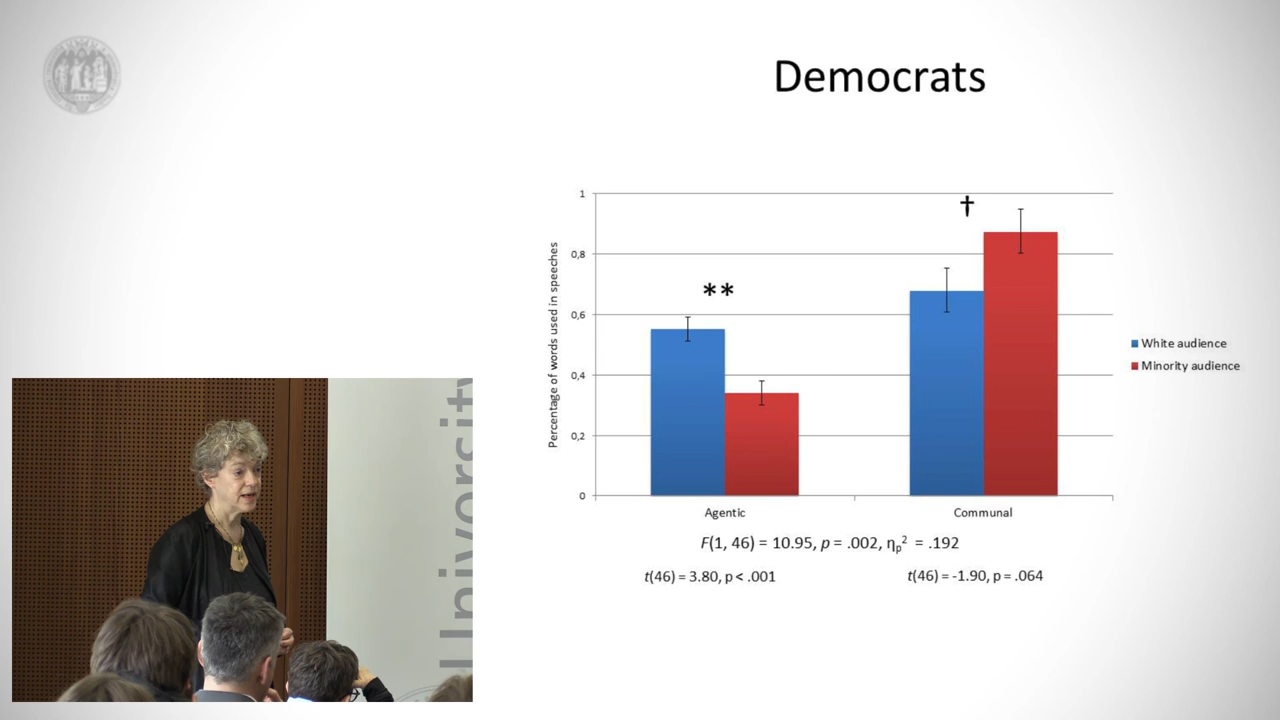 Democrats
1
0,8
0,6
0,4
0,2
0
Percentage of words used in speeches
**
†
Agentic
Communal
White audience
Minority audience
F(1, 46) = 10.95, p = .002, ηp² = .192
t(46) = 3.80, p < .001
t(46) = -1.90, p = .064
University